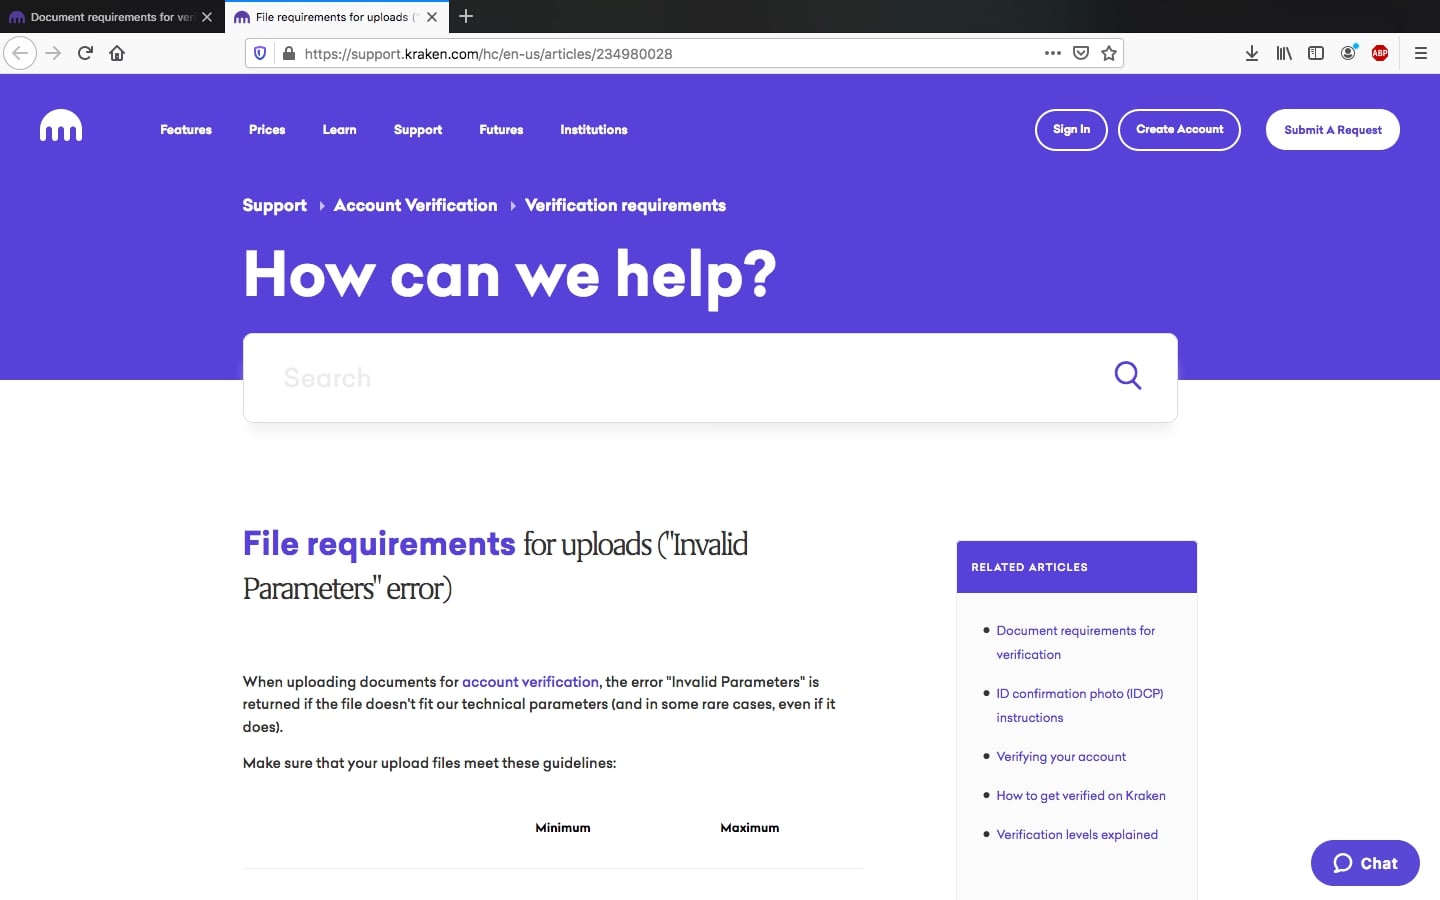 Document requirements for ver
File requirements for uploads ("
https://support.kraken.com/hc/en-us/articles/234980028
ABP
Features
Prices
Learn
Support
Futures
Institutions
Sign In
Create Account
Submit A Request
Support
Account Verification
Verification requirements
How can we help?
Search
File requirements for uploads ("Invalid
Parameters" error)
When uploading documents for account verification, the error "Invalid Parameters" is
returned if the file doesn't fit our technical parameters (and in some rare cases, even if it
does).
Make sure that your upload files meet these guidelines:
Minimum
Maximum
RELATED ARTICLES
Document requirements for
verification
ID confirmation photo (IDCP)
instructions
Verifying your account
How to get verified on Kraken
Verification levels explained
Chat